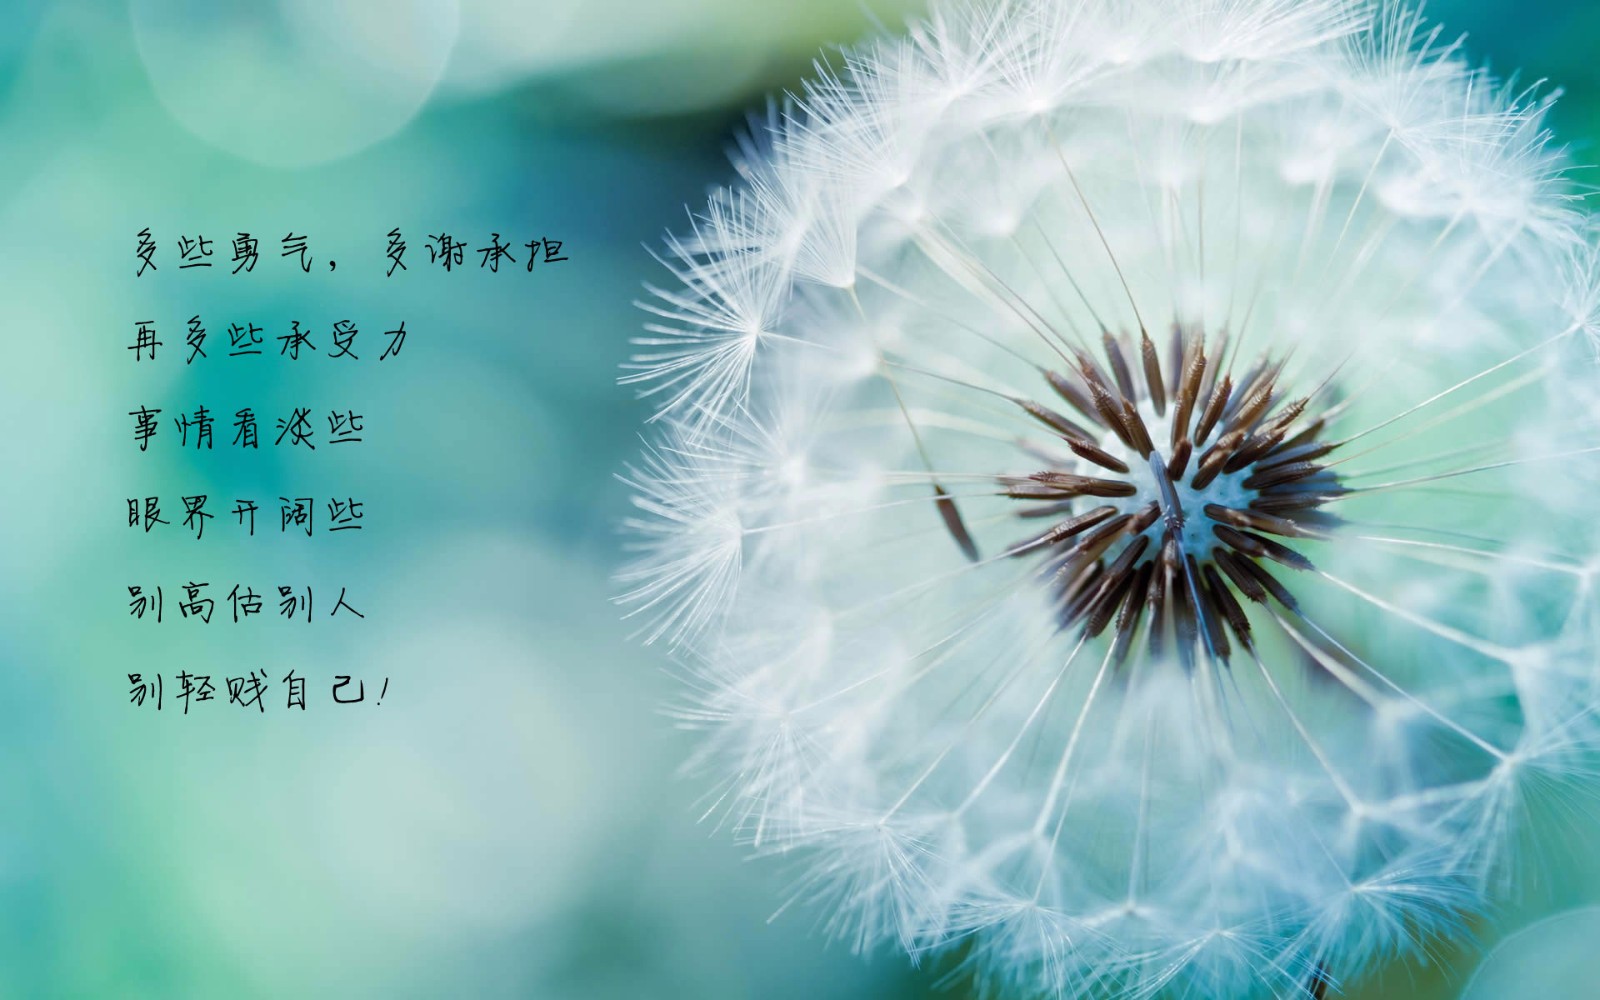 多些勇气，多谢承担
再多些承受力
事情看淡些
眼界开阔些
别高估别人
别轻贱自己！